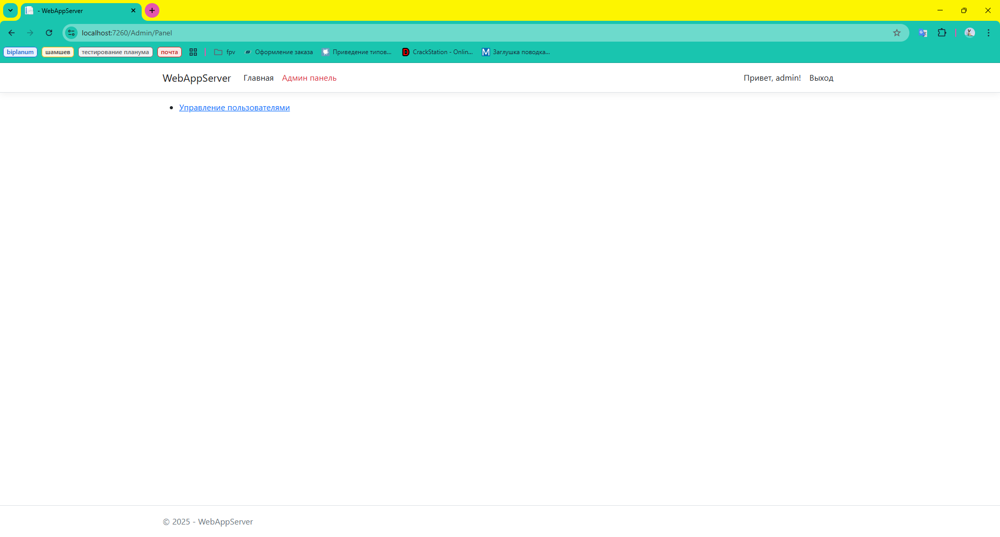 - WebAppServer
localhost:7260/Admin/Panel
biplanum шамшев тестирование планума почта fpv Оформление заказа Приведение типов... CrackStation - Onlin... Заглушка поводка...
WebAppServer Главная Админ панель Привет, admin! Выход
Управление пользователями
© 2025 - WebAppServer